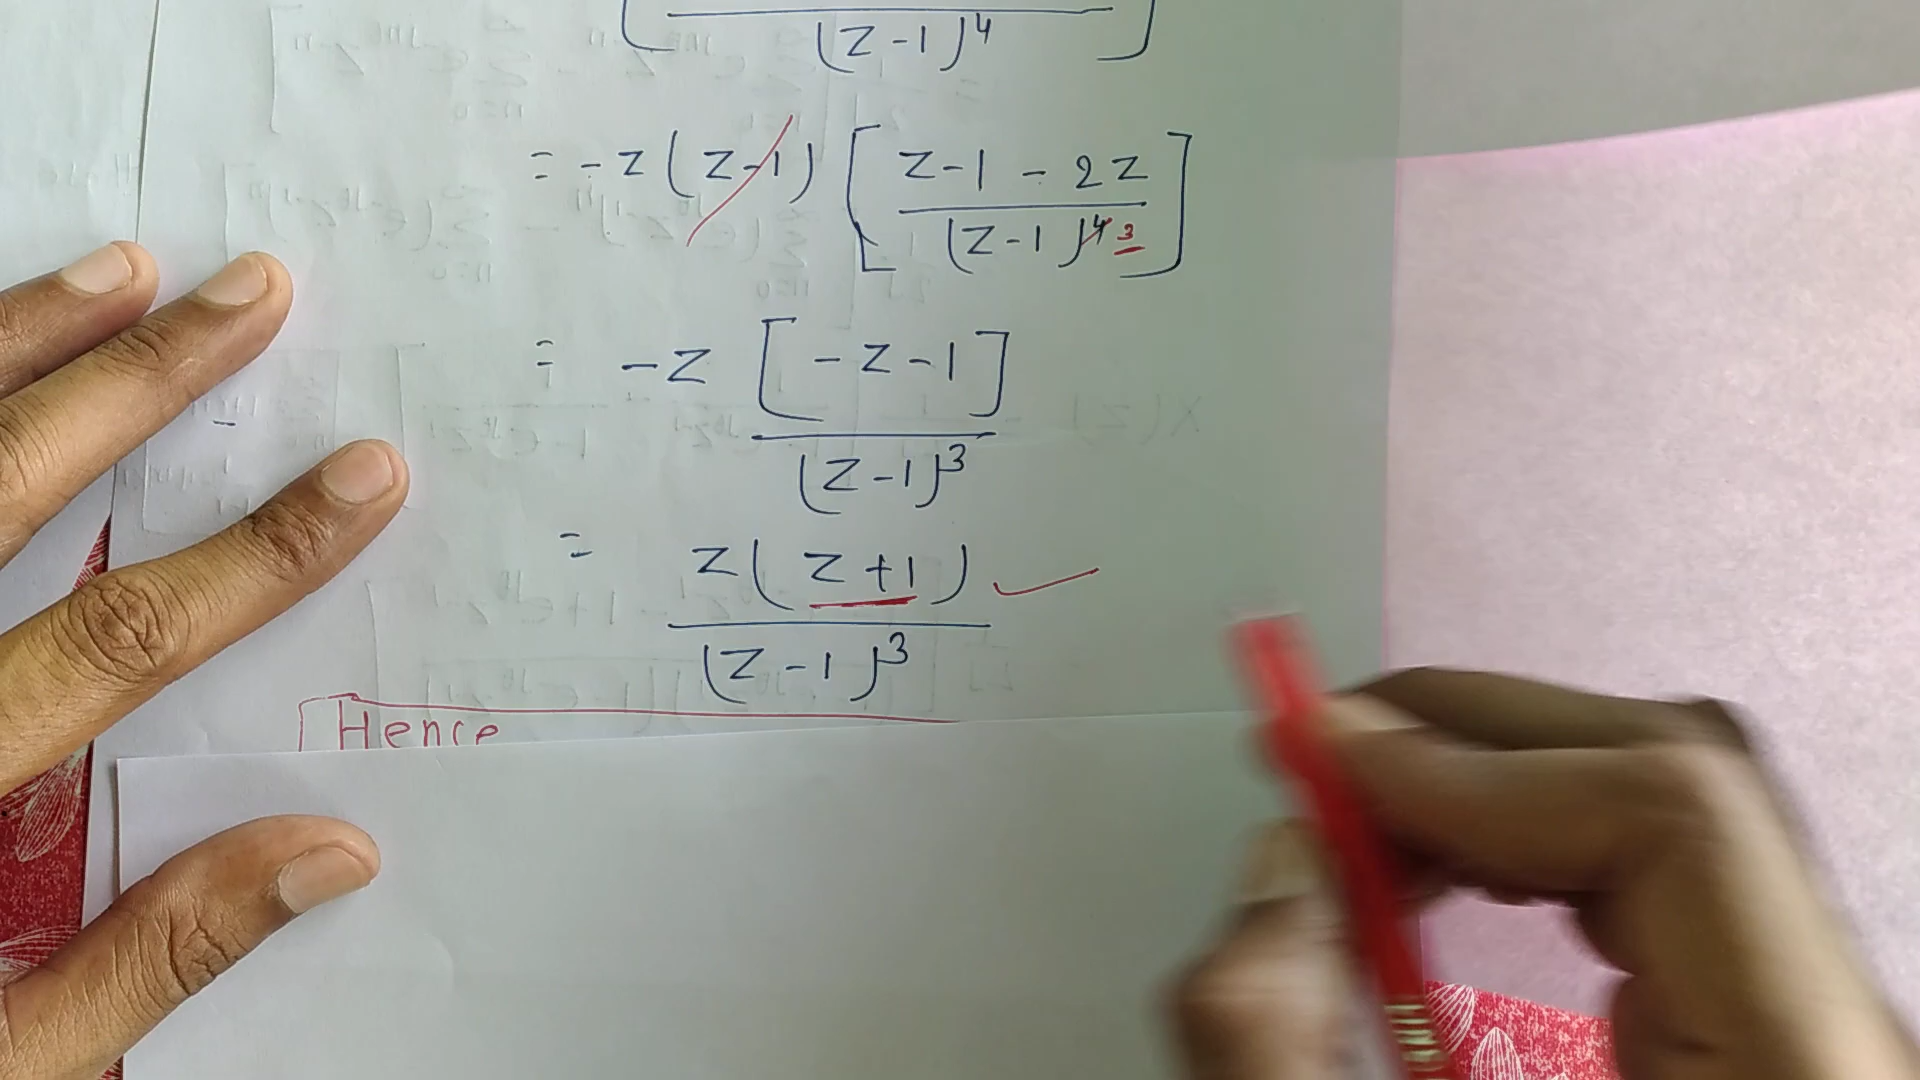 (z-1)^4
= -z(z-1) [z-1-2z / (z-1)^4 3]
= -z [-z-1] / (z-1)^3
= z(z+1) / (z-1)^3
Hence